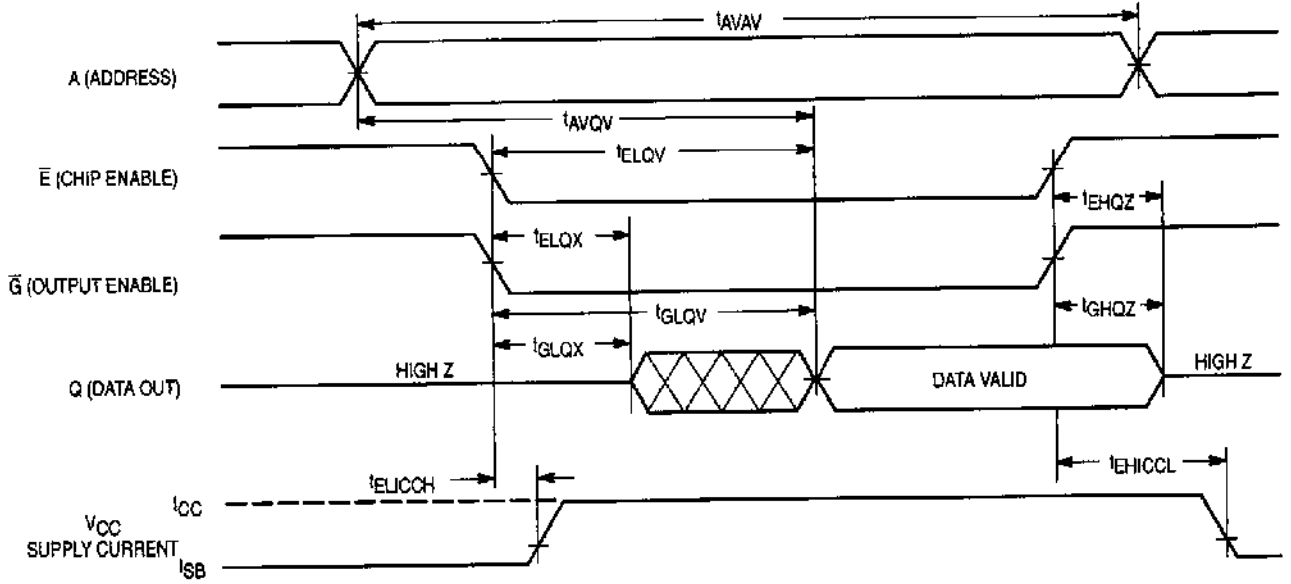 tAVAV
A (ADDRESS)
tAVQV
tELQV
E̅ (CHIP ENABLE)
tEHQZ
tELQX
G̅ (OUTPUT ENABLE)
tGLQV
tGHQZ
tGLQX
HIGH Z
HIGH Z
Q (DATA OUT)
DATA VALID
tELICCH
tEHICCL
ICC
VCC
SUPPLY CURRENT
ISB